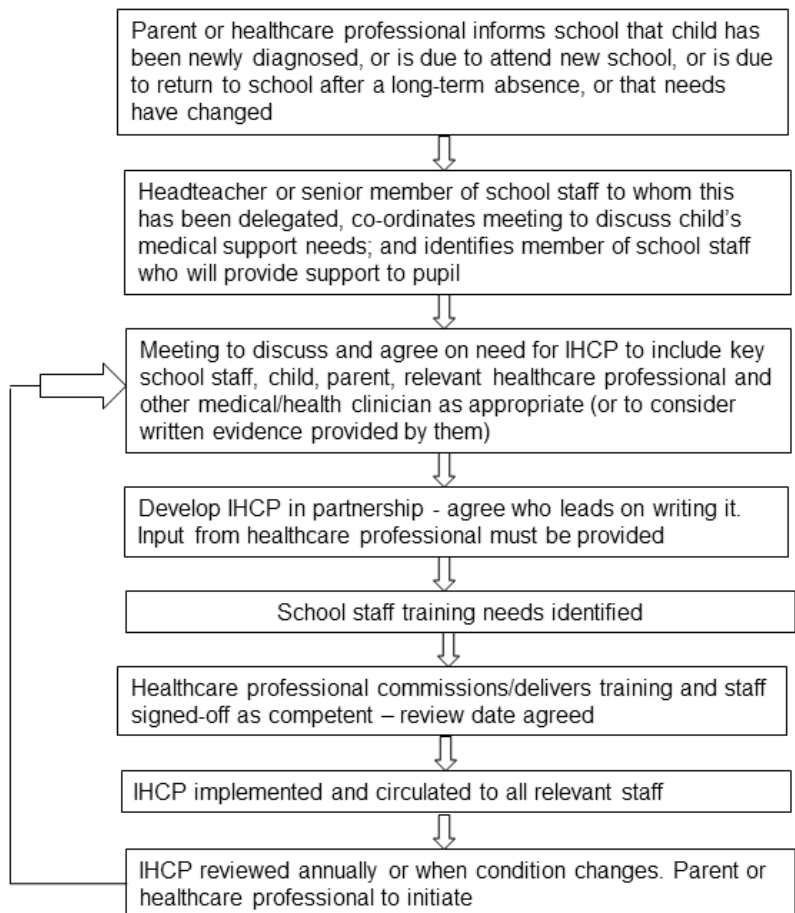 Parent or healthcare professional informs school that child has
been newly diagnosed, or is due to attend new school, or is due
to return to school after a long-term absence, or that needs
have changed
Headteacher or senior member of school staff to whom this
has been delegated, co-ordinates meeting to discuss child's
medical support needs; and identifies member of school staff
who will provide support to pupil
Meeting to discuss and agree on need for IHCP to include key
school staff, child, parent, relevant healthcare professional and
other medical/health clinician as appropriate (or to consider
written evidence provided by them)
Develop IHCP in partnership - agree who leads on writing it.
Input from healthcare professional must be provided
School staff training needs identified
Healthcare professional commissions/delivers training and staff
signed-off as competent – review date agreed
IHCP implemented and circulated to all relevant staff
IHCP reviewed annually or when condition changes. Parent or
healthcare professional to initiate